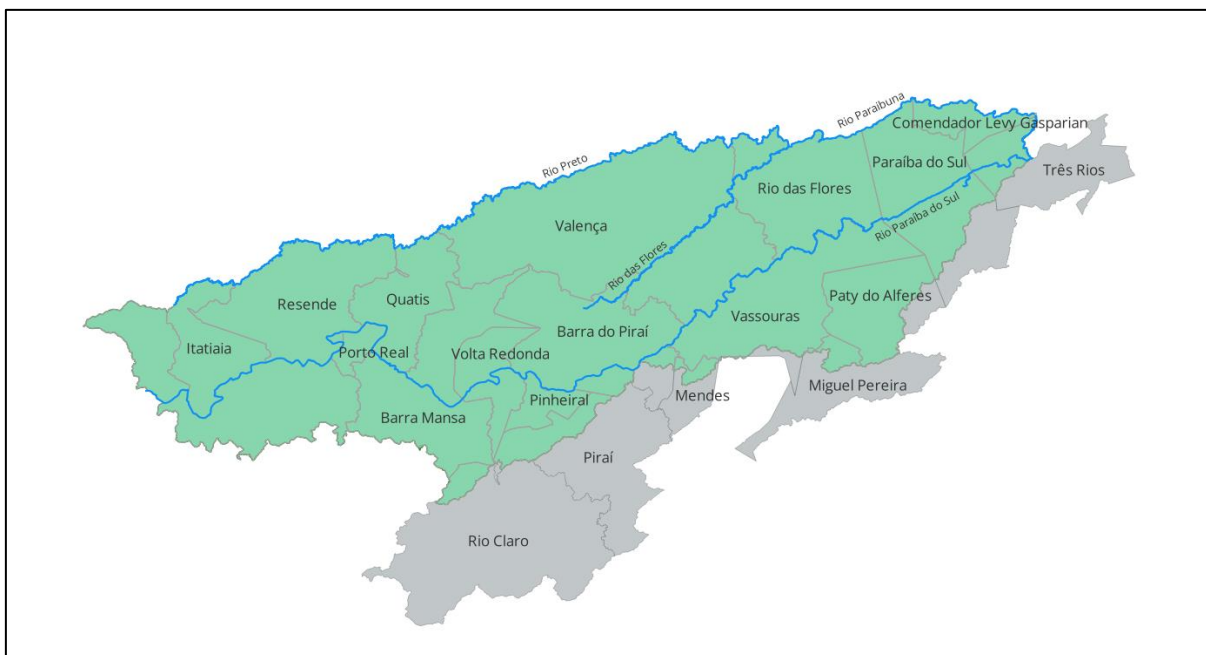 Rio Paraibuna
Comendador Levy Gasparian
Rio Preto
Paraíba do Sul
Três Rios
Rio das Flores
Rio Paraíba do Sul
Valença
Rio das Flores
Resende
Quatis
Paty do Alferes
Vassouras
Barra do Piraí
Itatiaia
Porto Real
Volta Redonda
Miguel Pereira
Mendes
Pinheiral
Barra Mansa
Piraí
Rio Claro